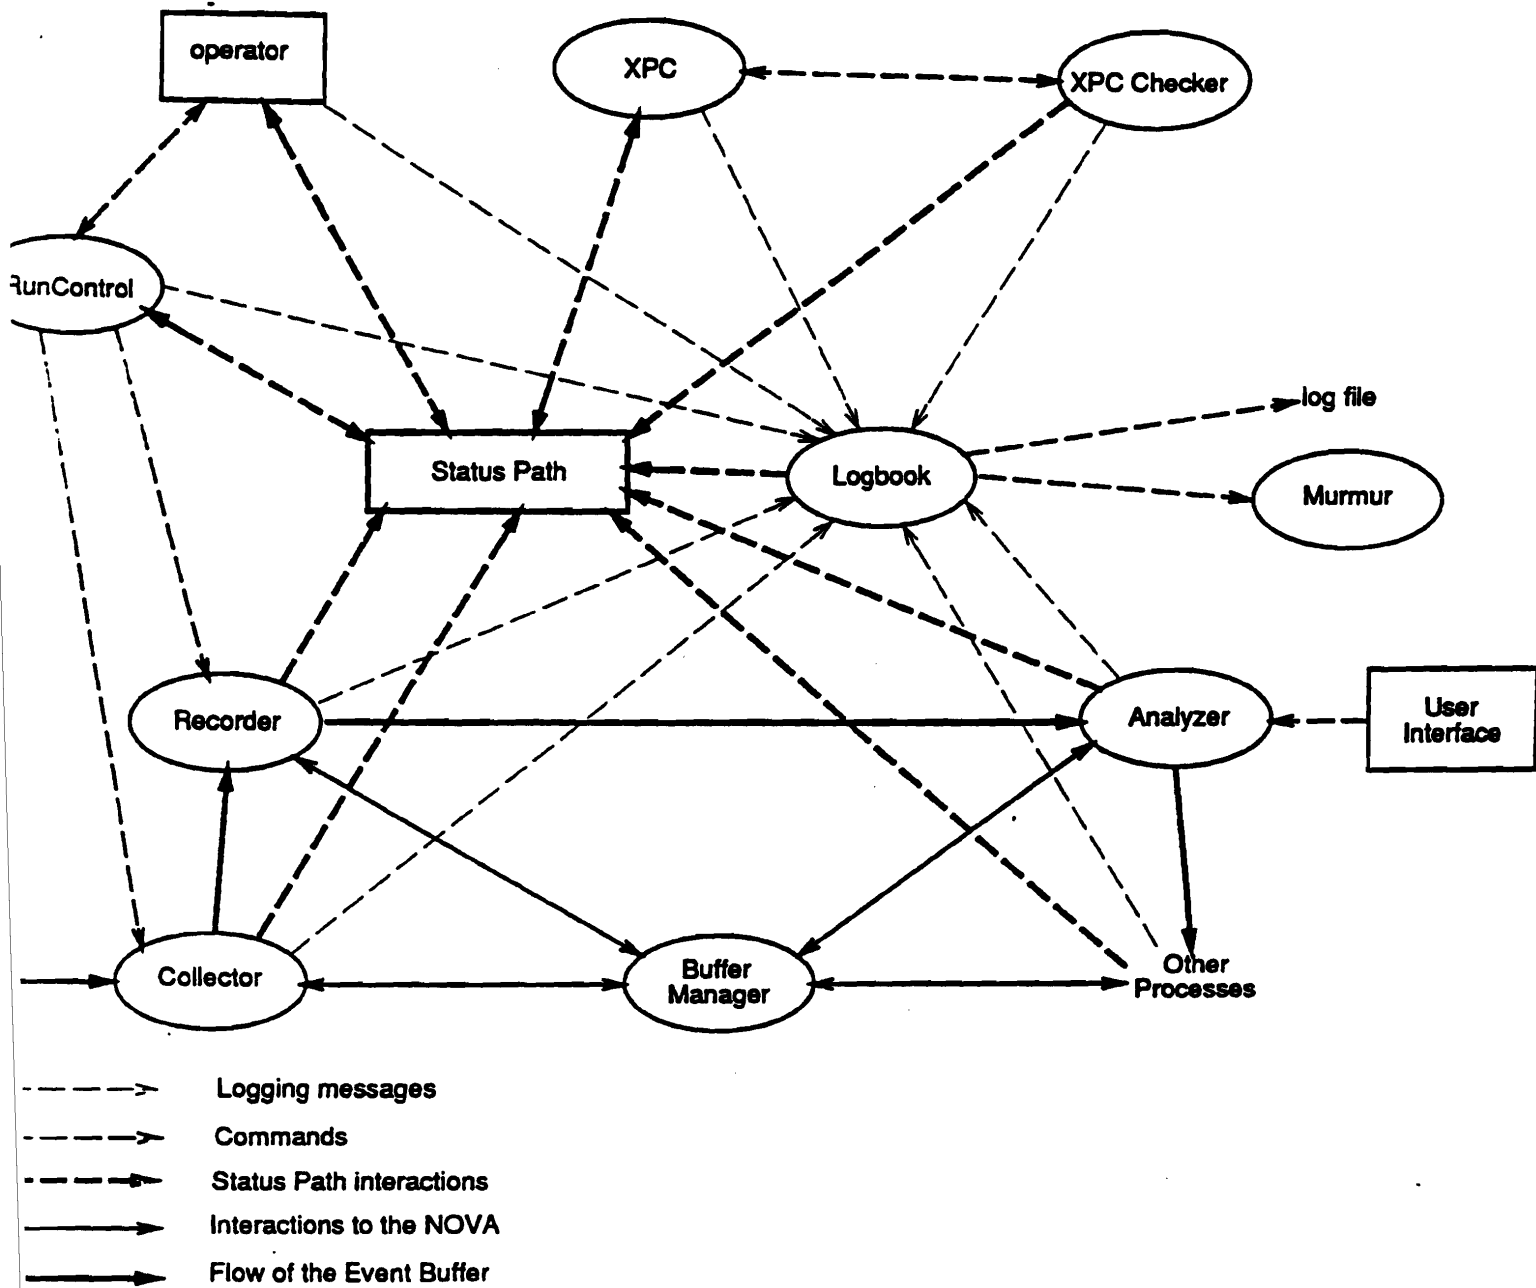 operator
XPC
XPC Checker
RunControl
log file
Status Path
Logbook
Murmur
Recorder
Analyzer
User
Interface
Collector
Buffer
Manager
Other
Processes
Logging messages
Commands
Status Path interactions
Interactions to the NOVA
Flow of the Event Buffer